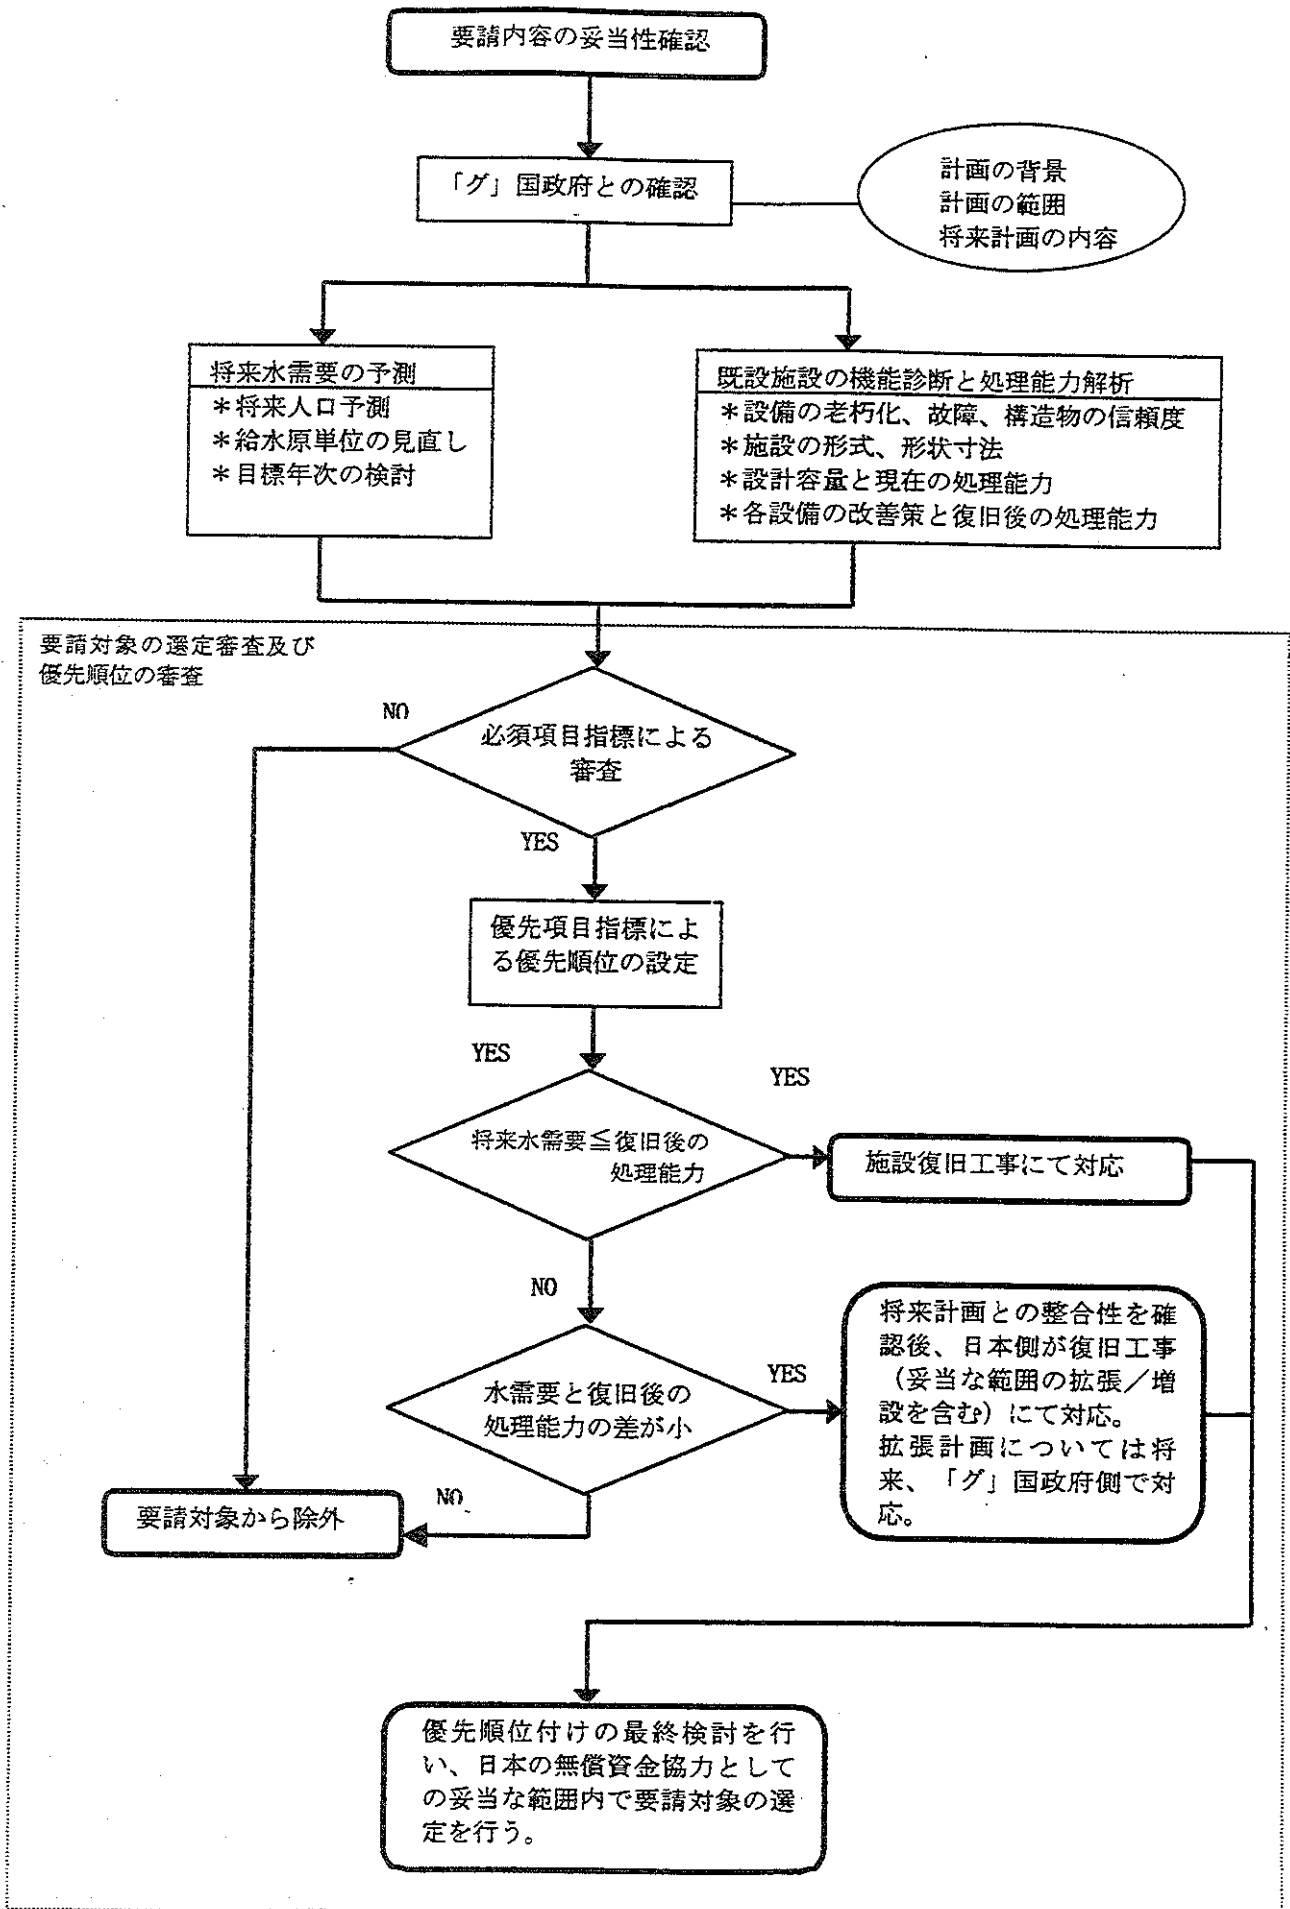 要請内容の妥当性確認
「グ」国政府との確認
計画の背景
計画の範囲
将来計画の内容
将来水需要の予測
＊将来人口予測
＊給水原単位の見直し
＊目標年次の検討
既設施設の機能診断と処理能力解析
＊設備の老朽化、故障、構造物の信頼度
＊施設の形式、形状寸法
＊設計容量と現在の処理能力
＊各設備の改善策と復旧後の処理能力
要請対象の選定審査及び
優先順位の審査
NO
必須項目指標による
審査
YES
優先項目指標によ
る優先順位の設定
YES
YES
将来水需要≦復旧後の
処理能力
施設復旧工事にて対応
NO
将来計画との整合性を確
認後、日本側が復旧工事
（妥当な範囲の拡張／増
設を含む）にて対応。
拡張計画については将
来、「グ」国政府側で対
応。
YES
水需要と復旧後の
処理能力の差が小
NO
要請対象から除外
優先順位付けの最終検討を行
い、日本の無償資金協力として
の妥当な範囲内で要請対象の選
定を行う。